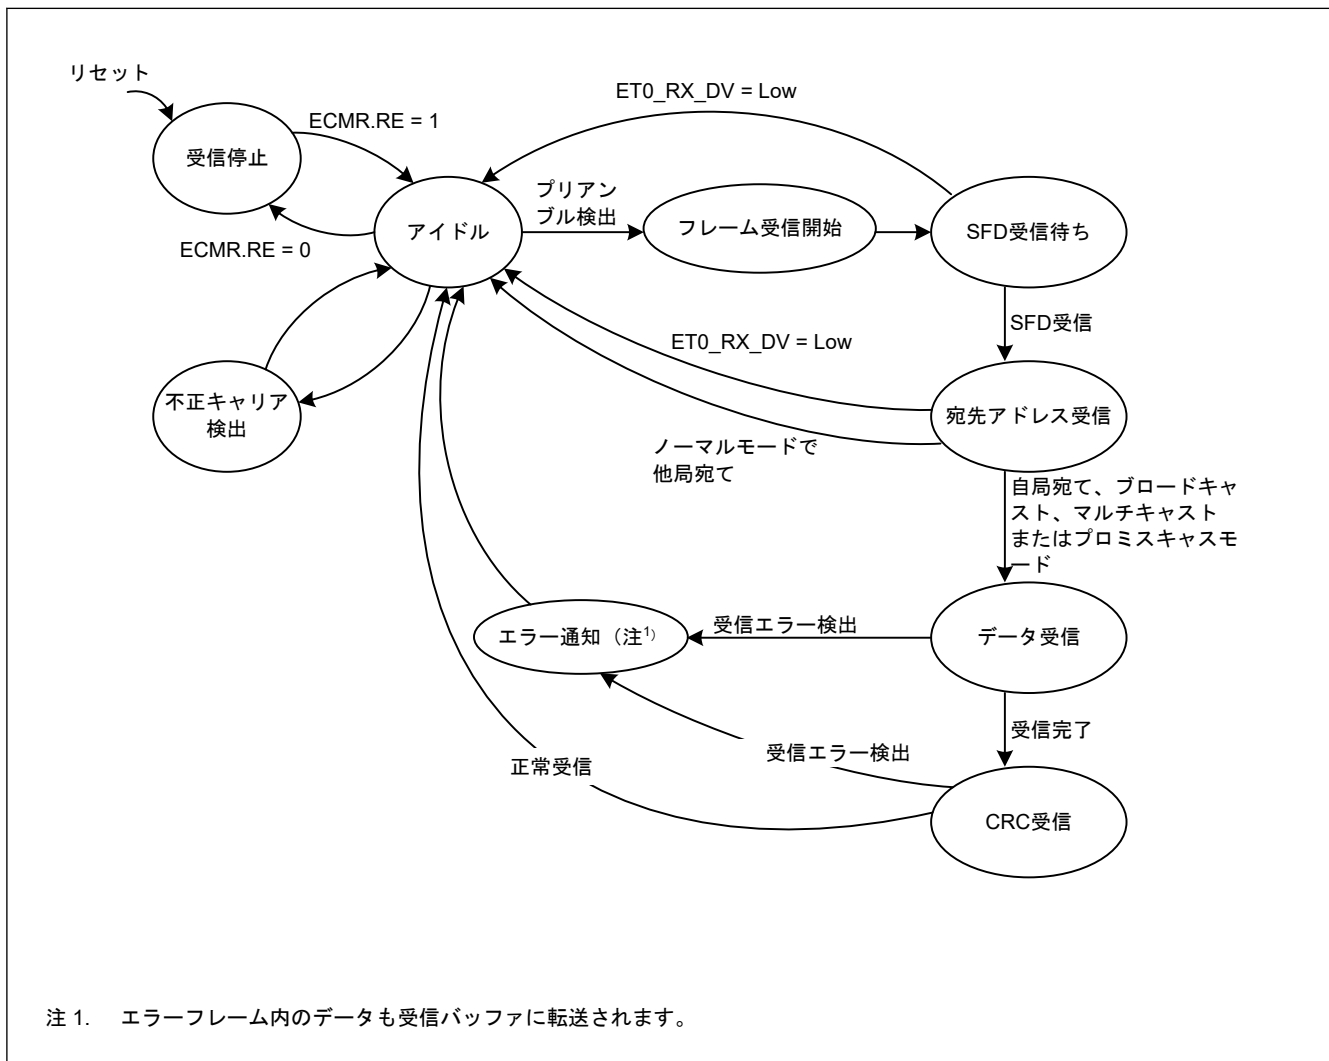 リセット
ET0_RX_DV = Low
ECMR.RE = 1
受信停止
プリアン
ブル検出
アイドル
フレーム受信開始
SFD受信待ち
ECMR.RE = 0
SFD受信
ET0_RX_DV = Low
不正キャリア
検出
宛先アドレス受信
ノーマルモードで
他局宛て
自局宛て、ブロードキャ
スト、マルチキャスト
またはプロミスキャスモ
ード
エラー通知（注1）
受信エラー検出
データ受信
受信完了
受信エラー検出
正常受信
CRC受信
注 1. エラーフレーム内のデータも受信バッファに転送されます。